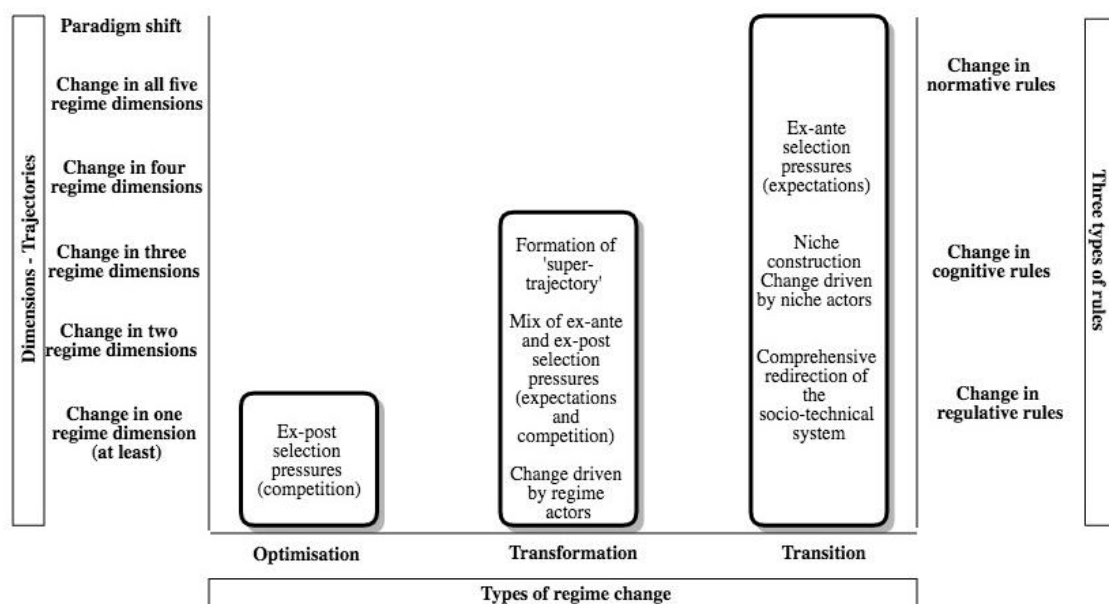 Dimensions - Trajectories
Paradigm shift
Change in all five
regime dimensions
Change in four
regime dimensions
Change in three
regime dimensions
Change in two
regime dimensions
Change in one
regime dimension
(at least)
Ex-post
selection
pressures
(competition)
Formation of
'super-
trajectory'
Mix of ex-ante
and ex-post
selection
pressures
(expectations
and
competition)
Change driven
by regime
actors
Ex-ante
selection
pressures
(expectations)
Niche
construction
Change driven
by niche actors
Comprehensive
redirection of
the
socio-technical
system
Change in
normative rules
Change in
cognitive rules
Change in
regulative rules
Three types of rules
Optimisation
Transformation
Transition
Types of regime change